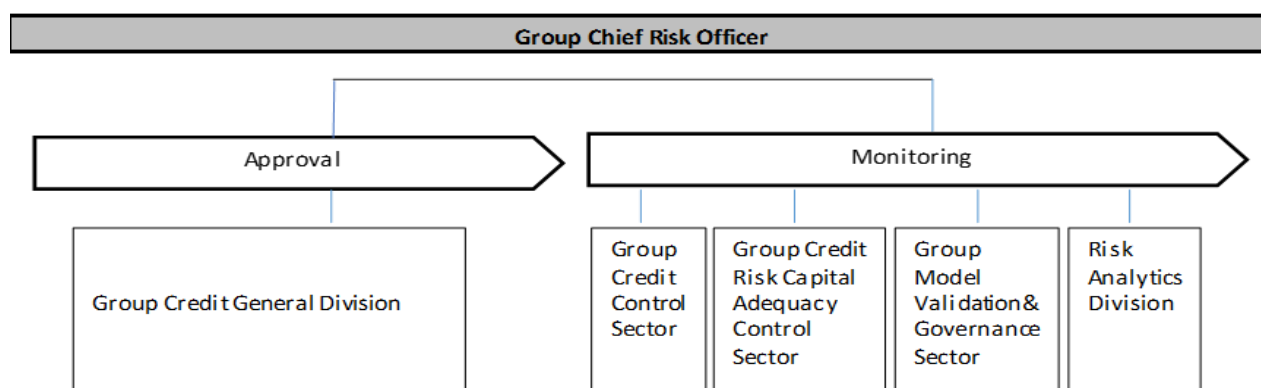 Group Chief Risk Officer
Approval
Monitoring
Group Credit General Division
Group
Credit
Control
Sector
Group Credit
Risk Capital
Adequacy
Control
Sector
Group
Model
Validation&
Governance
Sector
Risk
Analytics
Division